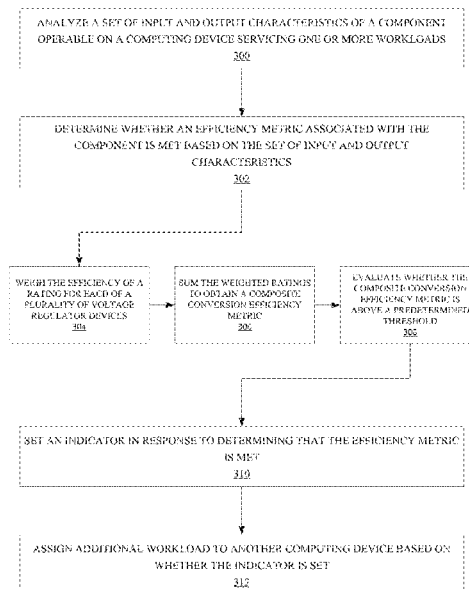 ANALYZE A SET OF INPUT AND OUTPUT CHARACTERISTICS OF A COMPONENT
OPERABLE ON A COMPUTING DEVICE SERVICING ONE OR MORE WORKLOADS
300
DETERMINE WHETHER AN EFFICIENCY METRIC ASSOCIATED WITH THE
COMPONENT IS MET BASED ON THE SET OF INPUT AND OUTPUT
CHARACTERISTICS
302
WEIGH THE EFFICIENCY OF A
RATING FOR EACH OF A
PLURALITY OF VOLTAGE
REGULATOR DEVICES
304
SUM THE WEIGHTED RATINGS
TO OBTAIN A COMPOSITE
CONVERSION EFFICIENCY
METRIC
306
EVALUATE WHETHER THE
COMPOSITE CONVERSION
EFFICIENCY METRIC IS
ABOVE A PREDETERMINED
THRESHOLD
308
SET AN INDICATOR IN RESPONSE TO DETERMINING THAT THE EFFICIENCY METRIC
IS MET
310
ASSIGN ADDITIONAL WORKLOAD TO ANOTHER COMPUTING DEVICE BASED ON
WHETHER THE INDICATOR IS SET
312